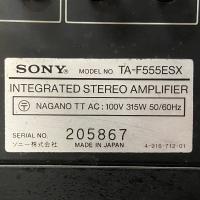 SONY® MODEL NO. TA-F555ESX
INTEGRATED STEREO AMPLIFIER
T NAGANO TT AC: 100V 315W 50/60Hz
SERIAL NO. 205867
ソニー株式会社 MADE IN JAPAN 4-216-712-01